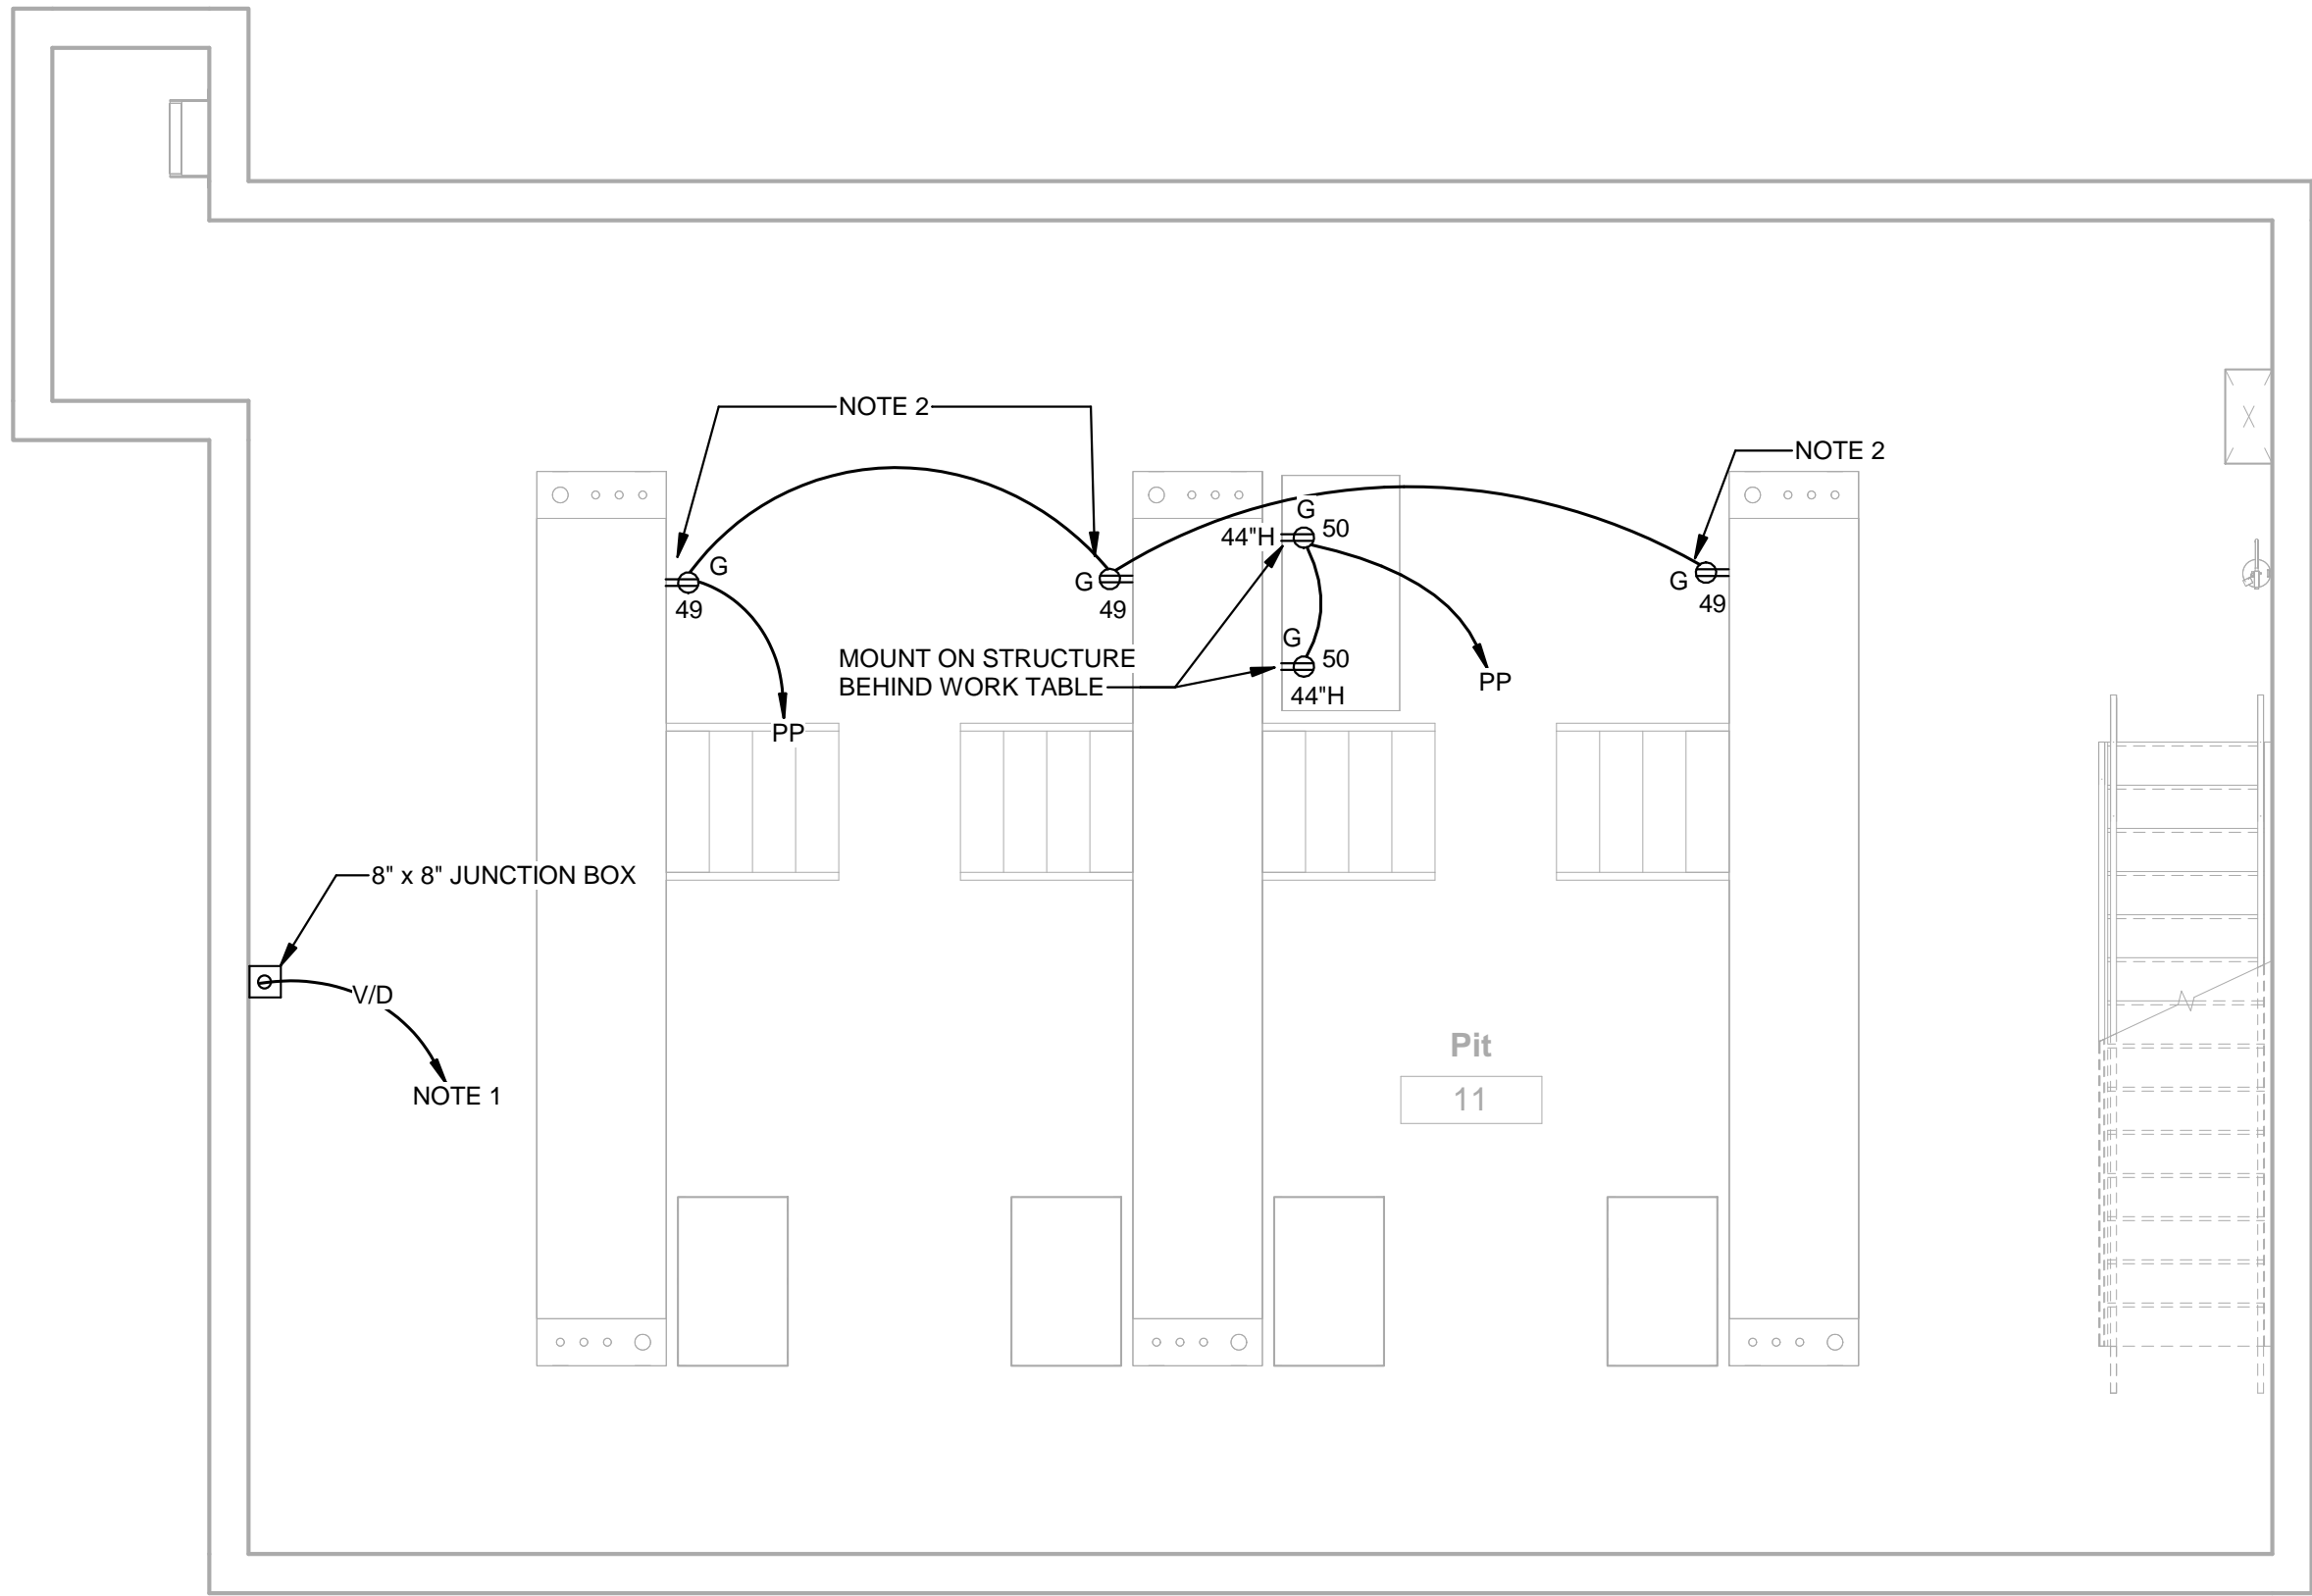 NOTE 2
NOTE 2
G
50
44"H
G
49
G
49
G
49
G
50
44"H
MOUNT ON STRUCTURE
BEHIND WORK TABLE
PP
PP
8" x 8" JUNCTION BOX
V/D
NOTE 1
Pit
11